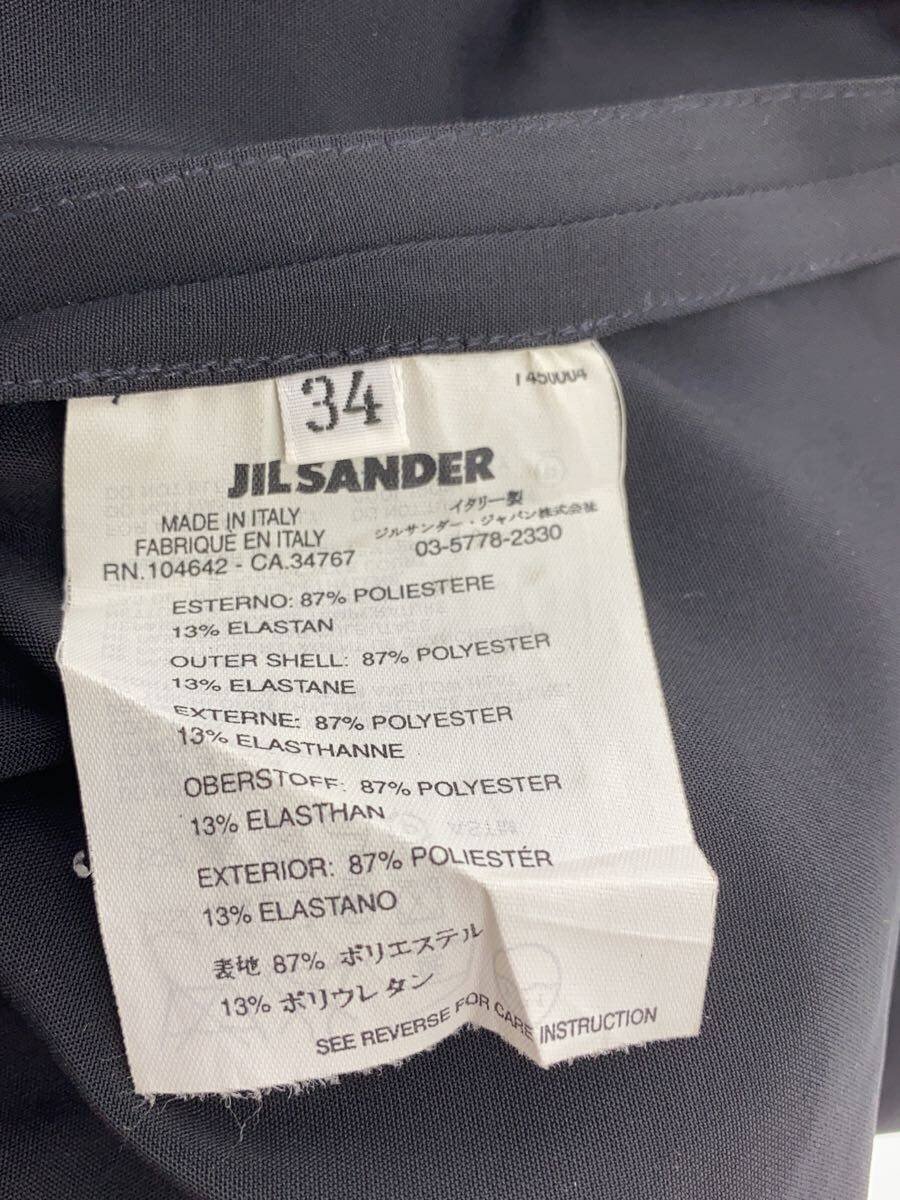 34
JIL SANDER
MADE IN ITALY
FABRIQUE EN ITALY
RN.104642 - CA.34767
イタリー製
ジルサンダー・ジャパン株式会社
03-5778-2330
ESTERNO: 87% POLIESTERE
13% ELASTAN
OUTER SHELL: 87% POLYESTER
13% ELASTANE
EXTERNE: 87% POLYESTER
13% ELASTHANNE
OBERSTOFF: 87% POLYESTER
13% ELASTHAN
EXTERIOR: 87% POLIESTÉR
13% ELASTANO
表地 87% ポリエステル
13% ポリウレタン
SEE REVERSE FOR CARE INSTRUCTION